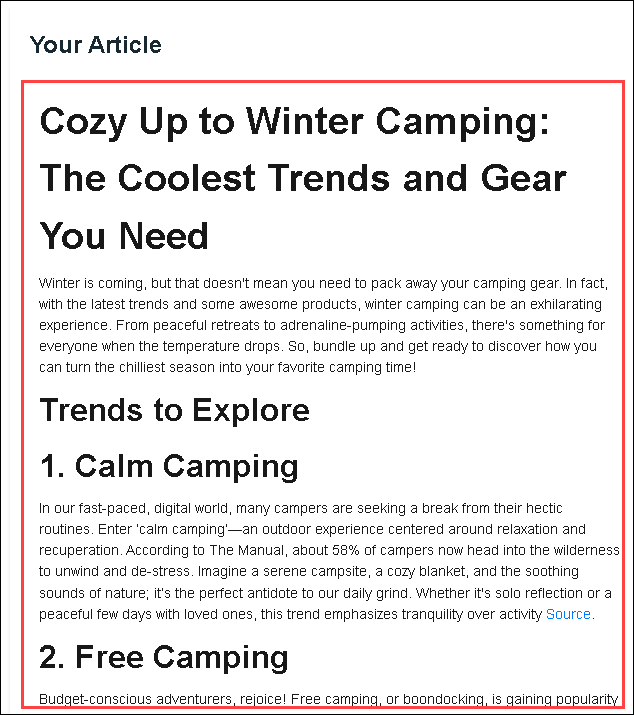 Your Article
Cozy Up to Winter Camping:
The Coolest Trends and Gear
You Need
Winter is coming, but that doesn't mean you need to pack away your camping gear. In fact,
with the latest trends and some awesome products, winter camping can be an exhilarating
experience. From peaceful retreats to adrenaline-pumping activities, there's something for
everyone when the temperature drops. So, bundle up and get ready to discover how you
can turn the chilliest season into your favorite camping time!
Trends to Explore
1. Calm Camping
In our fast-paced, digital world, many campers are seeking a break from their hectic
routines. Enter 'calm camping'—an outdoor experience centered around relaxation and
recuperation. According to The Manual, about 58% of campers now head into the wilderness
to unwind and de-stress. Imagine a serene campsite, a cozy blanket, and the soothing
sounds of nature; it's the perfect antidote to our daily grind. Whether it's solo reflection or a
peaceful few days with loved ones, this trend emphasizes tranquility over activity Source.
2. Free Camping
Budget-conscious adventurers, rejoice! Free camping, or boondocking, is gaining popularity